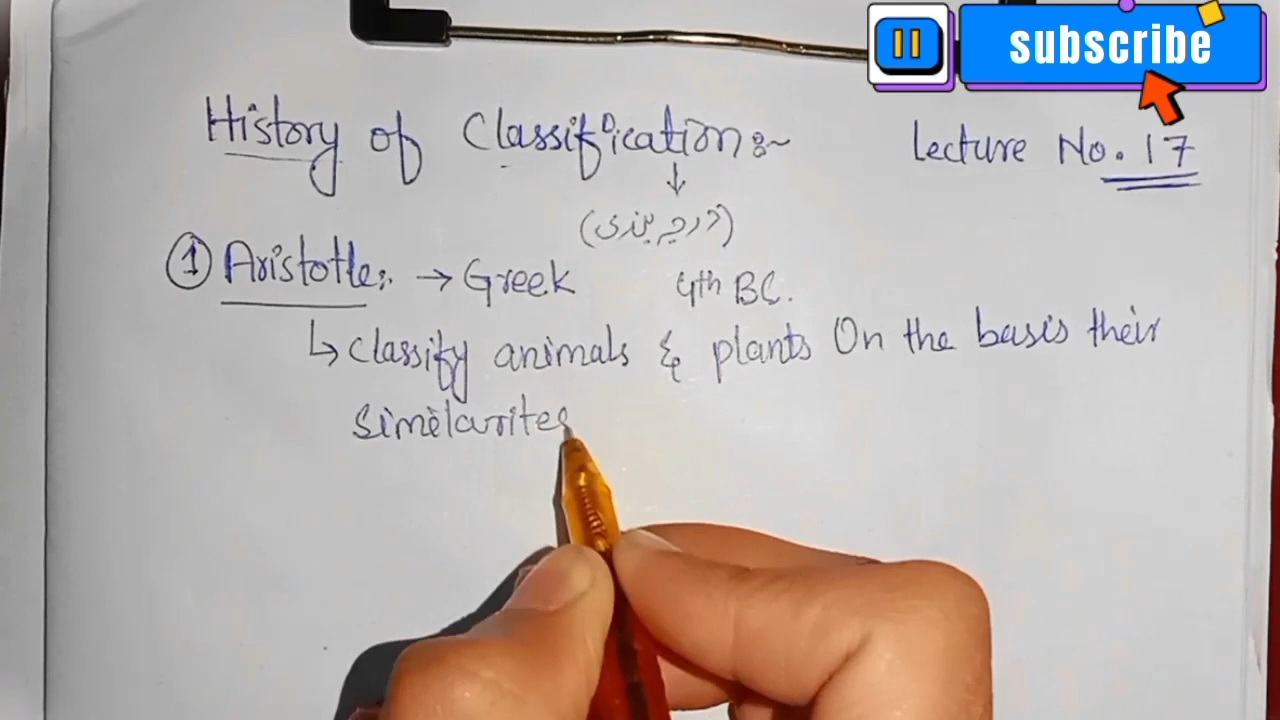 subscribe
History of Classification:~
Lecture No. 17
↓
(درجہ بندی)
① Aristotle:. → Greek 4th BC.
↳ Classify animals & plants On the basis their
similarites